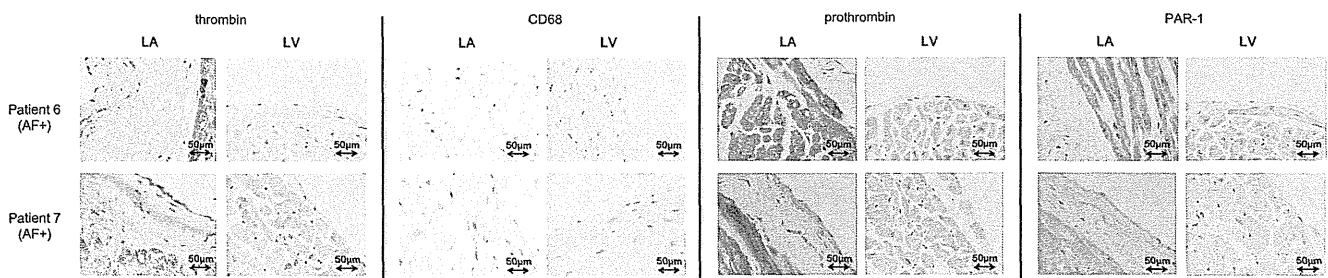 thrombin CD68 prothrombin PAR-1
LA LV LA LV LA LV LA LV
Patient 6
(AF+)
50µm 50µm 50µm 50µm 50µm 50µm 50µm 50µm
Patient 7
(AF+)
50µm 50µm 50µm 50µm 50µm 50µm 50µm 50µm